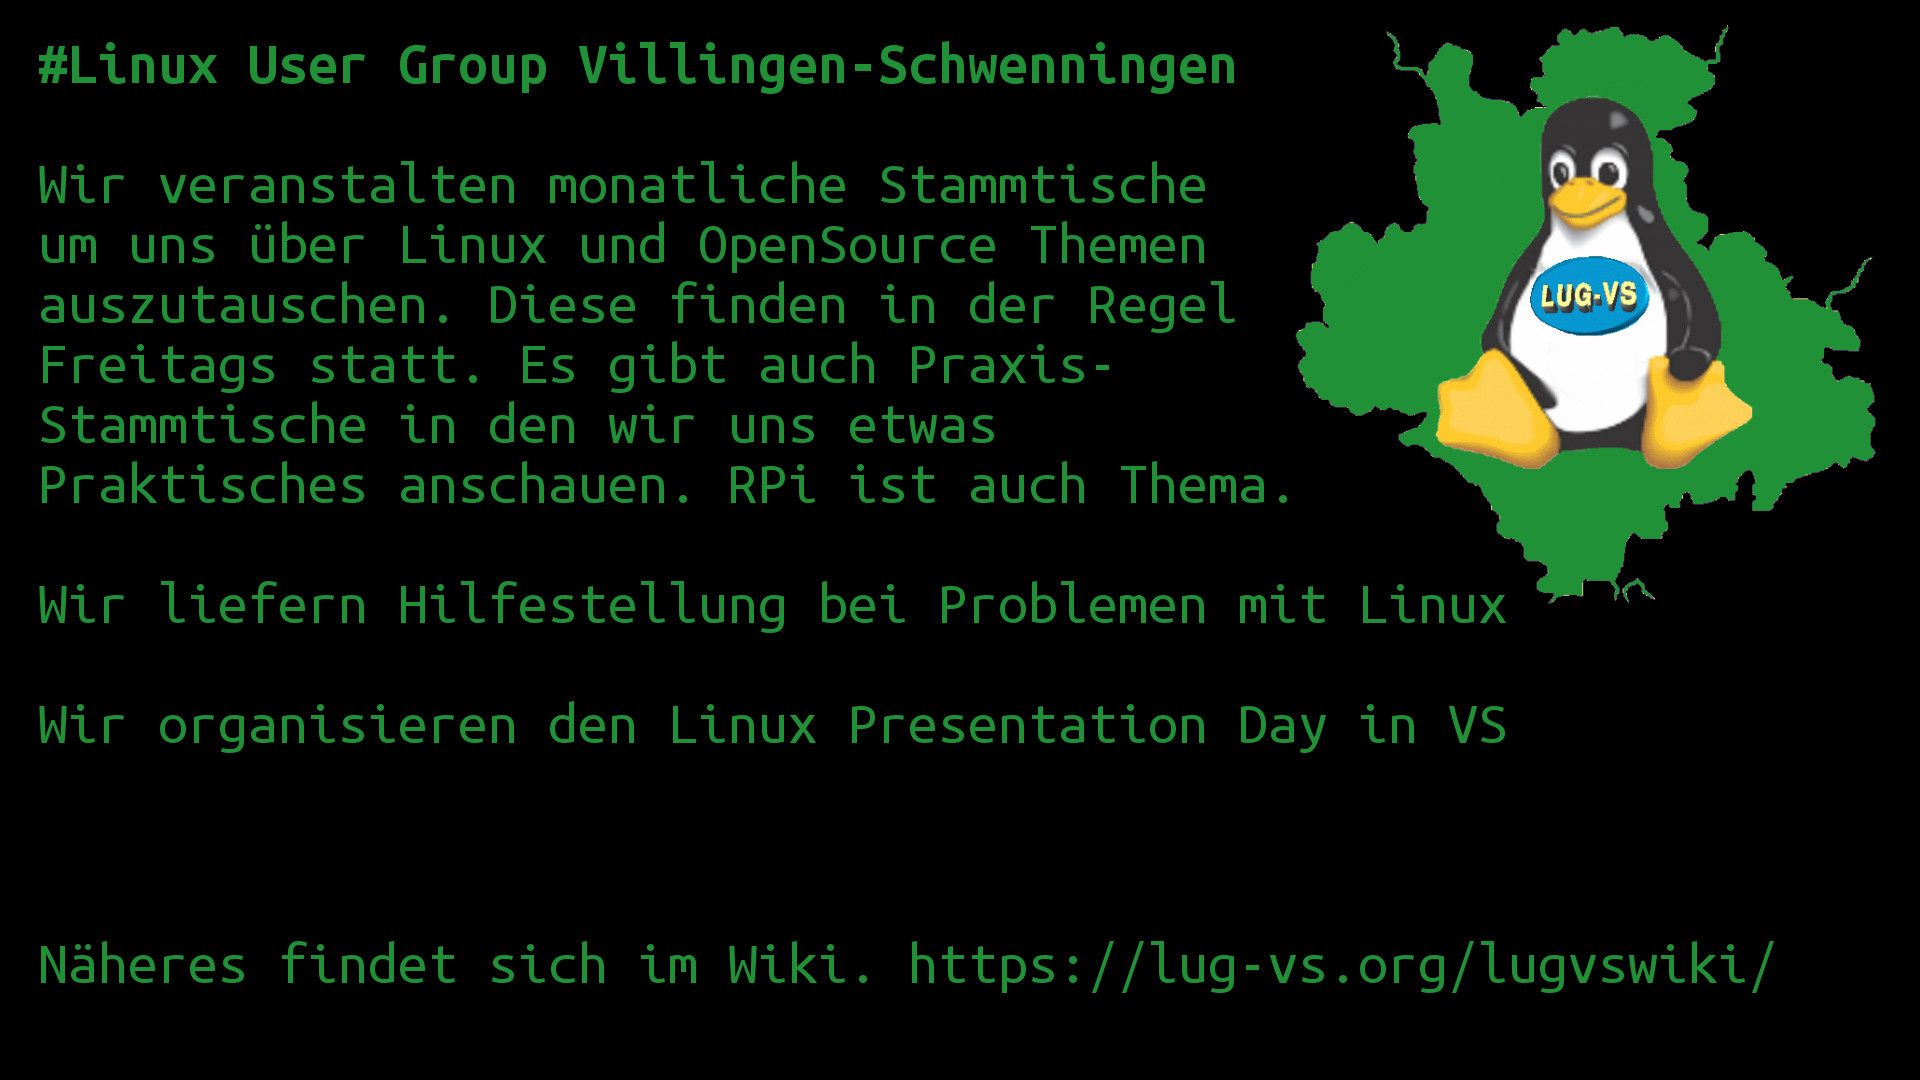 #Linux User Group Villingen-Schwenningen
Wir veranstalten monatliche Stammtische
um uns über Linux und OpenSource Themen
auszutauschen. Diese finden in der Regel
Freitags statt. Es gibt auch Praxis-
Stammtische in den wir uns etwas
Praktisches anschauen. RPi ist auch Thema.
LUG-VS
Wir liefern Hilfestellung bei Problemen mit Linux
Wir organisieren den Linux Presentation Day in VS
Näheres findet sich im Wiki. https://lug-vs.org/lugvswiki/